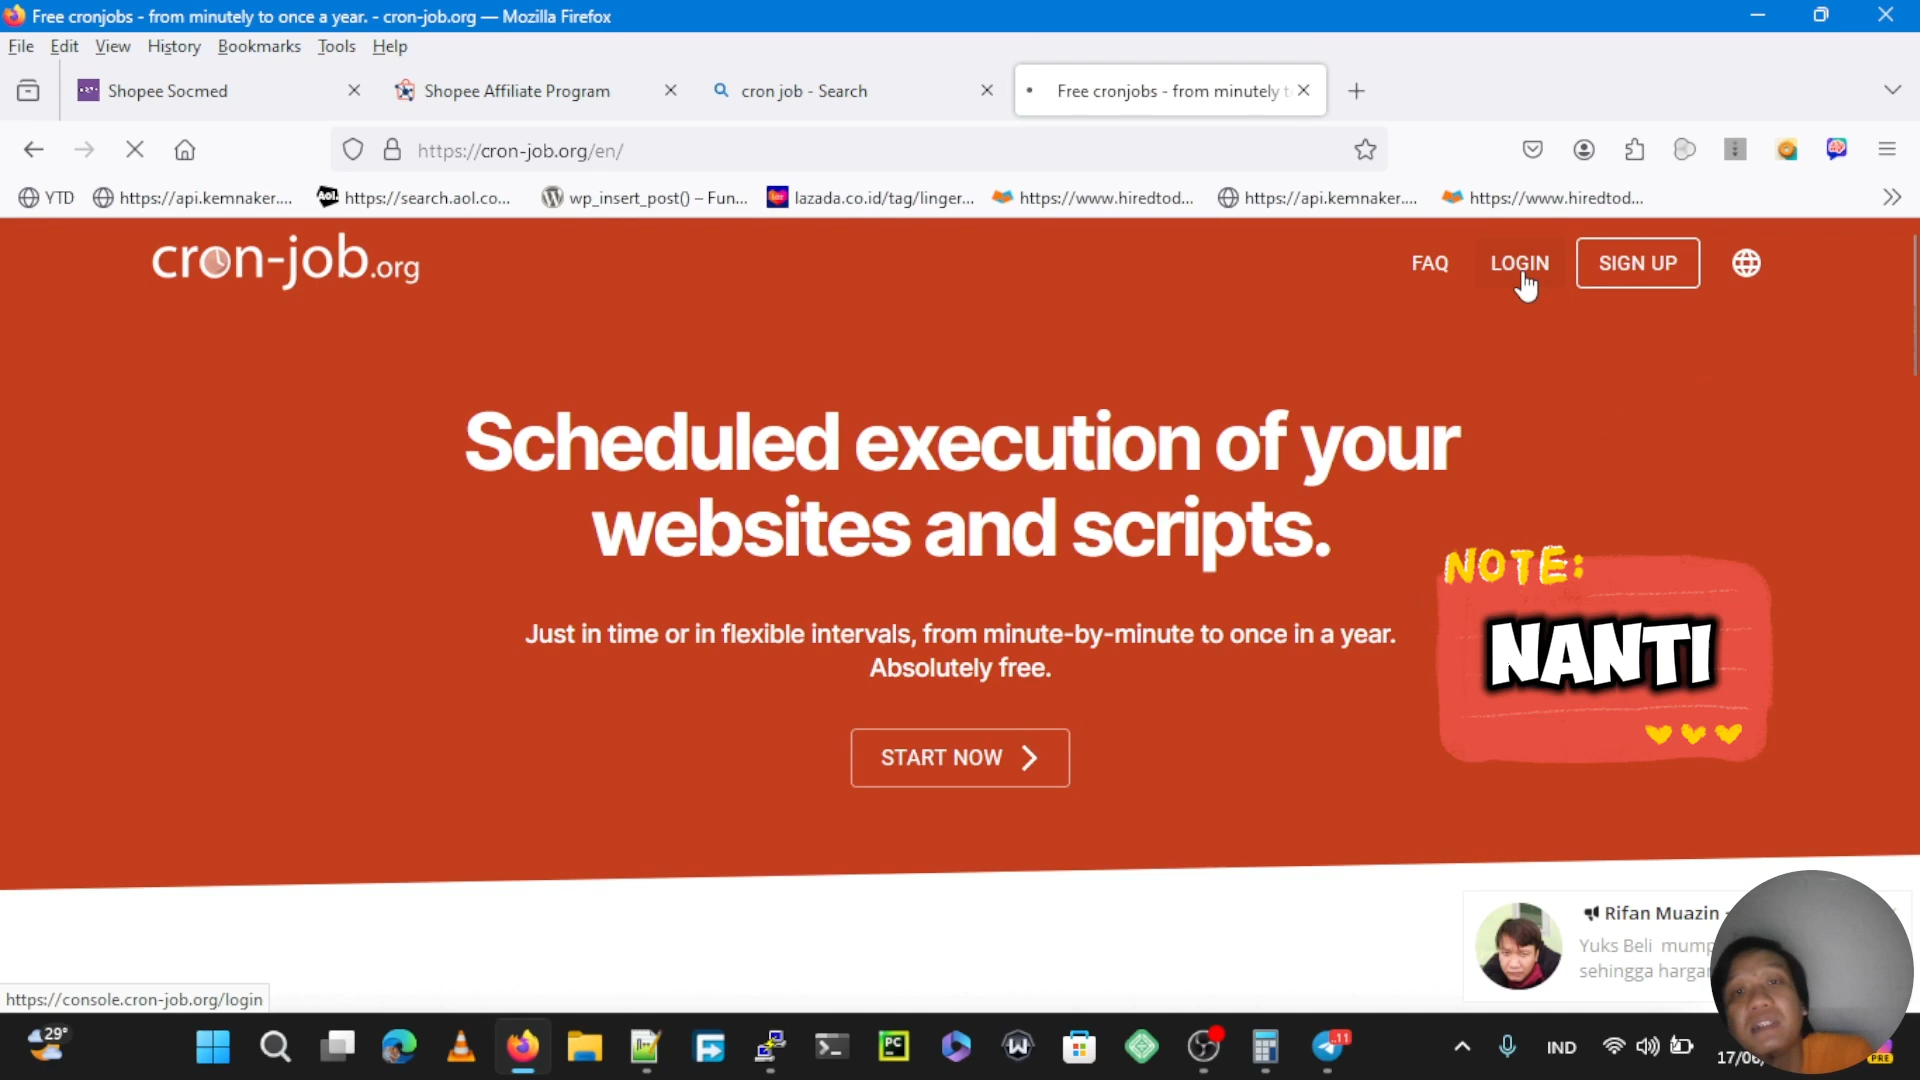 Free cronjobs - from minutely to once a year. - cron-job.org — Mozilla Firefox
File Edit View History Bookmarks Tools Help
Shopee Socmed
Shopee Affiliate Program
cron job - Search
Free cronjobs - from minutely t
https://cron-job.org/en/
YTD
https://api.kemnaker....
Aol.
https://search.aol.co...
wp_insert_post() – Fun...
lazada.co.id/tag/linger...
https://www.hiredtod...
https://api.kemnaker....
https://www.hiredtod...
cron-job.org
FAQ LOGIN SIGN UP
Scheduled execution of your
websites and scripts.
Just in time or in flexible intervals, from minute-by-minute to once in a year.
Absolutely free.
START NOW
NOTE:
NANTI
Rifan Muazin
Yuks Beli
sehingga
https://console.cron-job.org/login
29°
PC
11
IND
PRE